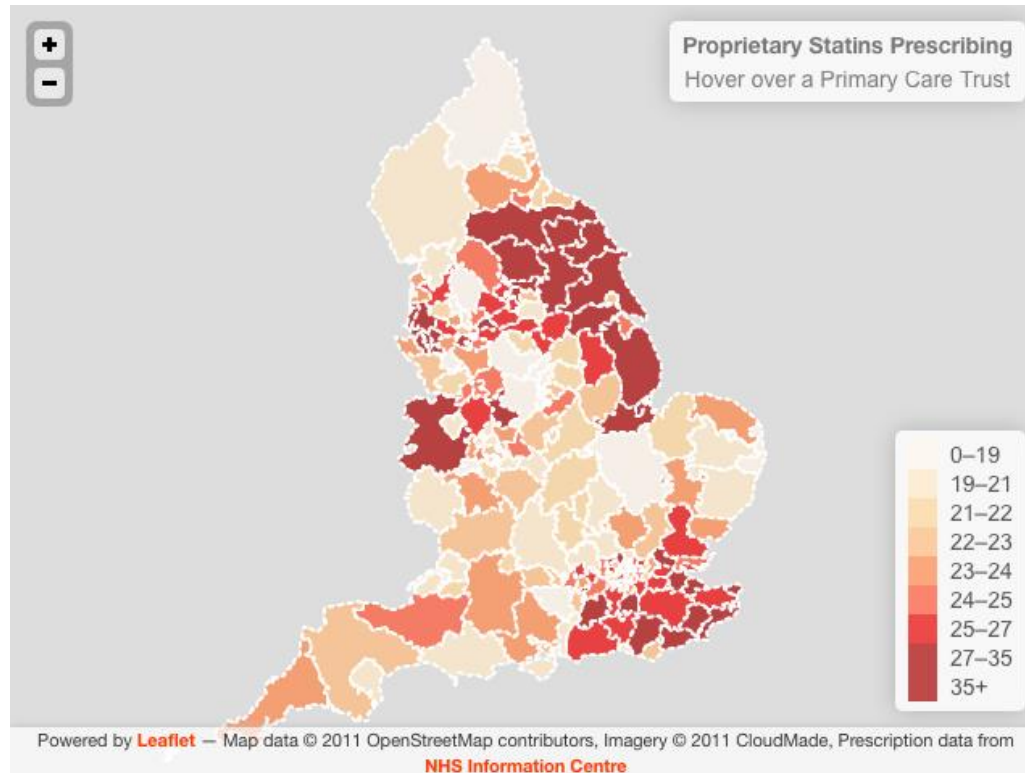 +
−
Proprietary Statins Prescribing
Hover over a Primary Care Trust
0–19
19–21
21–22
22–23
23–24
24–25
25–27
27–35
35+
Powered by Leaflet — Map data © 2011 OpenStreetMap contributors, Imagery © 2011 CloudMade, Prescription data from
NHS Information Centre